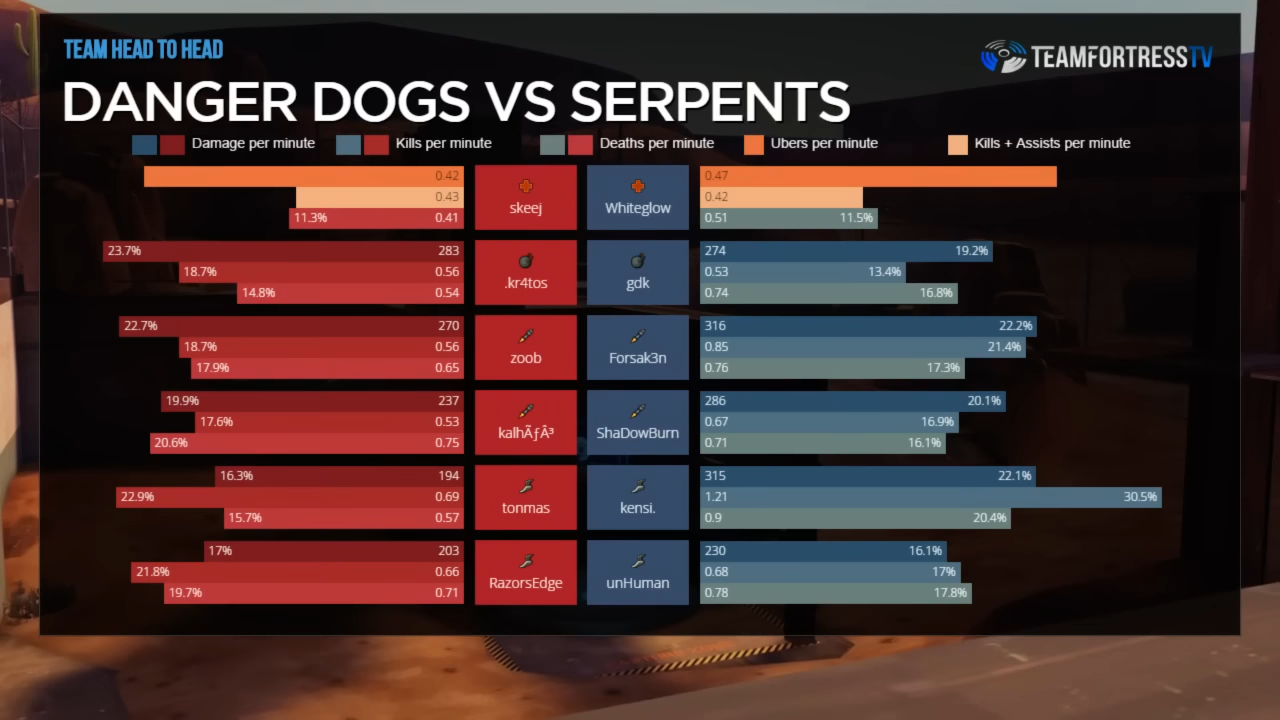 TEAM HEAD TO HEAD
TEAMFORTRESSTV
DANGER DOGS VS SERPENTS
Damage per minute Kills per minute Deaths per minute Ubers per minute Kills + Assists per minute
0.42 0.47
0.43 0.42
11.3% 0.41 skeej Whiteglow 0.51 11.5%
23.7% 283 274 19.2%
18.7% 0.56 0.53 13.4%
14.8% 0.54 .kr4tos gdk 0.74 16.8%
22.7% 270 316 22.2%
18.7% 0.56 0.85 21.4%
17.9% 0.65 zoob Forsak3n 0.76 17.3%
19.9% 237 286 20.1%
17.6% 0.53 0.67 16.9%
20.6% 0.75 kalhÃƒÂ³ ShaDowBurn 0.71 16.1%
16.3% 194 315 22.1%
22.9% 0.69 1.21 30.5%
15.7% 0.57 tonmas kensi. 0.9 20.4%
17% 203 230 16.1%
21.8% 0.66 0.68 17%
19.7% 0.71 RazorsEdge unHuman 0.78 17.8%